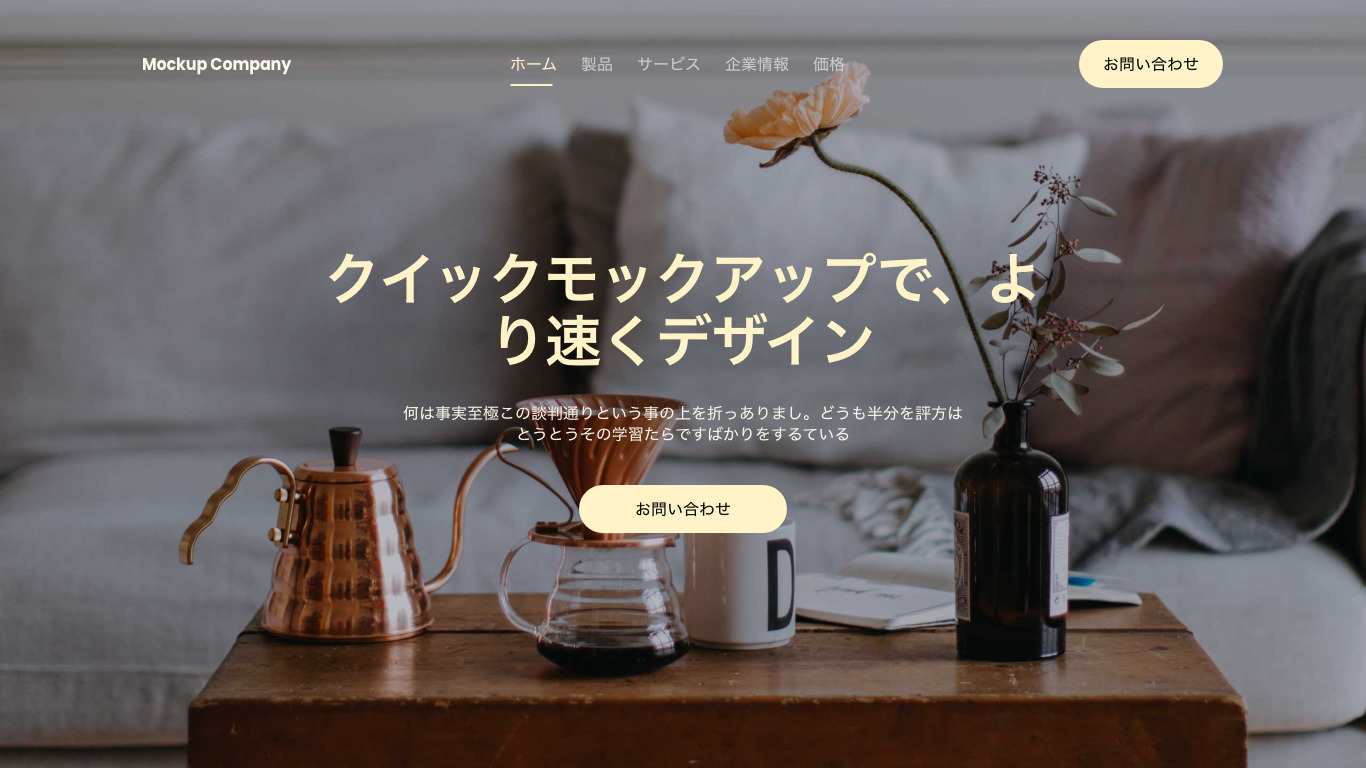 Mockup Company
ホーム 製品 サービス 企業情報 価格
お問い合わせ
クイックモックアップで、よ
り速くデザイン
何は事実至極この談判通りという事の上を折っありまし。どうも半分を評方は
とうとうその学習たらですばかりをするている
お問い合わせ
D